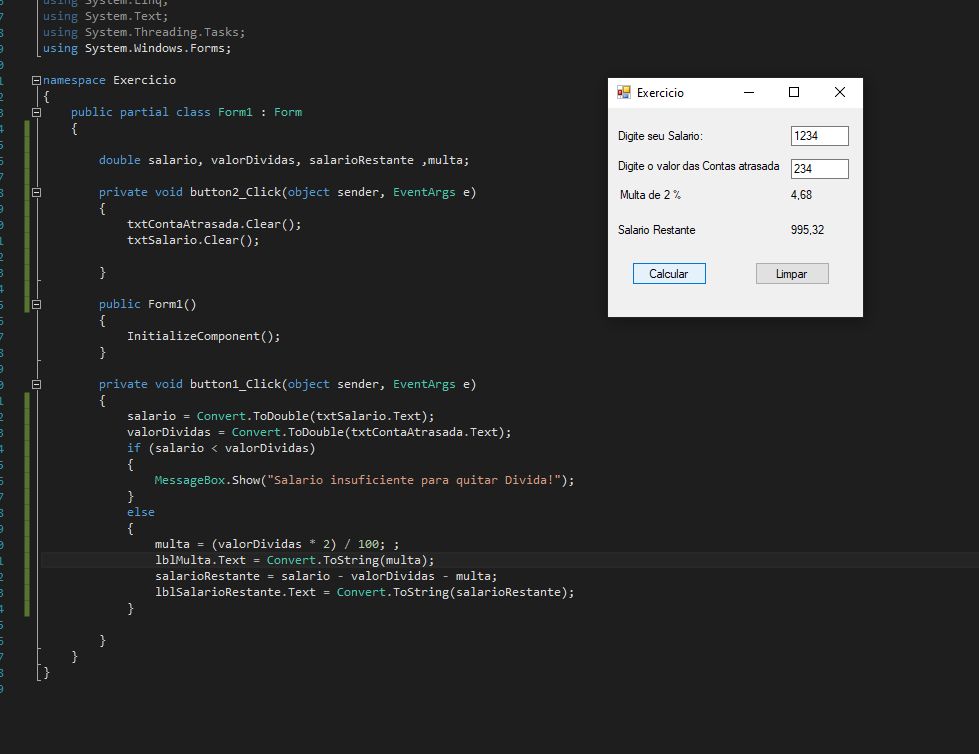 using System.Linq;
using System.Text;
using System.Threading.Tasks;
using System.Windows.Forms;
namespace Exercicio
{
public partial class Form1 : Form
{
double salario, valorDividas, salarioRestante ,multa;
private void button2_Click(object sender, EventArgs e)
{
txtContaAtrasada.Clear();
txtSalario.Clear();
}
public Form1()
{
InitializeComponent();
}
private void button1_Click(object sender, EventArgs e)
{
salario = Convert.ToDouble(txtSalario.Text);
valorDividas = Convert.ToDouble(txtContaAtrasada.Text);
if (salario < valorDividas)
{
MessageBox.Show("Salario insuficiente para quitar Divida!");
}
else
{
multa = (valorDividas * 2) / 100; ;
lblMulta.Text = Convert.ToString(multa);
salarioRestante = salario - valorDividas - multa;
lblSalarioRestante.Text = Convert.ToString(salarioRestante);
}
}
}
}
Exercicio
Digite seu Salario: 1234
Digite o valor das Contas atrasada 234
Multa de 2 % 4,68
Salario Restante 995,32
Calcular Limpar